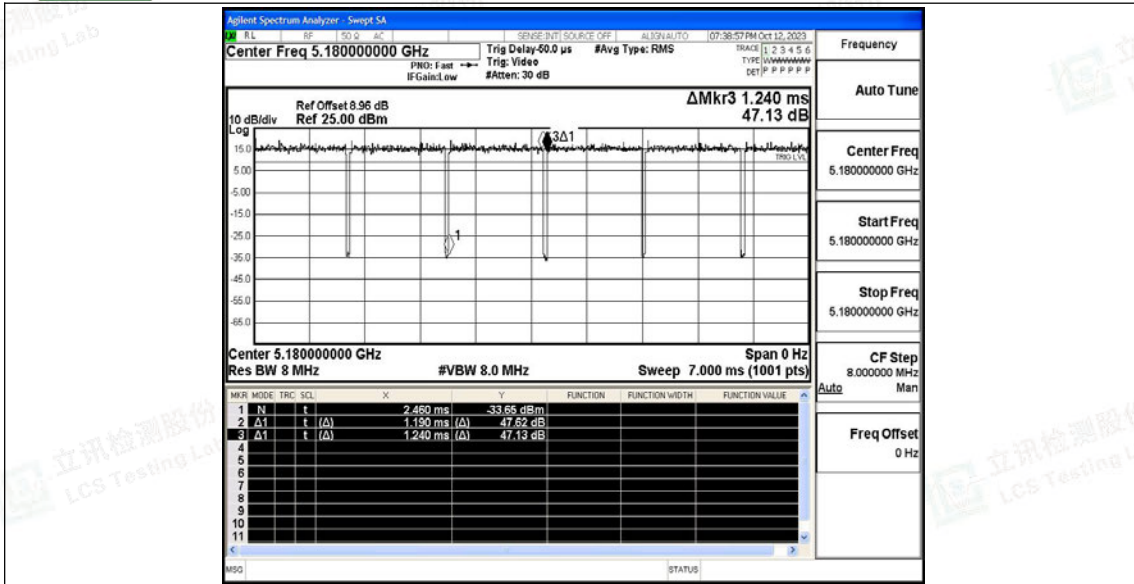 Agilent Spectrum Analyzer - Swept SA
RL RF 50 Ω AC SENSE:INT SOURCE OFF ALIGNAUTO 07:38:57 PM Oct 12, 2023
Center Freq 5.180000000 GHz
PNO: Fast
IFGain:Low
Trig Delay-50.0 µs
Trig: Video
#Atten: 30 dB
#Avg Type: RMS
TRACE 1 2 3 4 5 6
TYPE
DET P P P P P P
Frequency
Auto Tune
Center Freq
5.180000000 GHz
Start Freq
5.180000000 GHz
Stop Freq
5.180000000 GHz
CF Step
8.000000 MHz
Auto Man
Freq Offset
0 Hz
ΔMkr3 1.240 ms
47.13 dB
Ref Offset 8.96 dB
10 dB/div Ref 25.00 dBm
Log
15.0
5.00
-5.00
-15.0
-25.0
-35.0
-45.0
-55.0
-65.0
3Δ1
TRIG LVL
1
Center 5.180000000 GHz Span 0 Hz
Res BW 8 MHz #VBW 8.0 MHz Sweep 7.000 ms (1001 pts)
MKR MODE TRC SCL X Y FUNCTION FUNCTION WIDTH FUNCTION VALUE
1 N t 2.460 ms -33.65 dBm
2 Δ1 t (Δ) 1.190 ms (Δ) 47.62 dB
3 Δ1 t (Δ) 1.240 ms (Δ) 47.13 dB
4
5
6
7
8
9
10
11
MSG STATUS
立讯检测股份
LCS Testing Lab
立讯检测股份
LCS Testing L